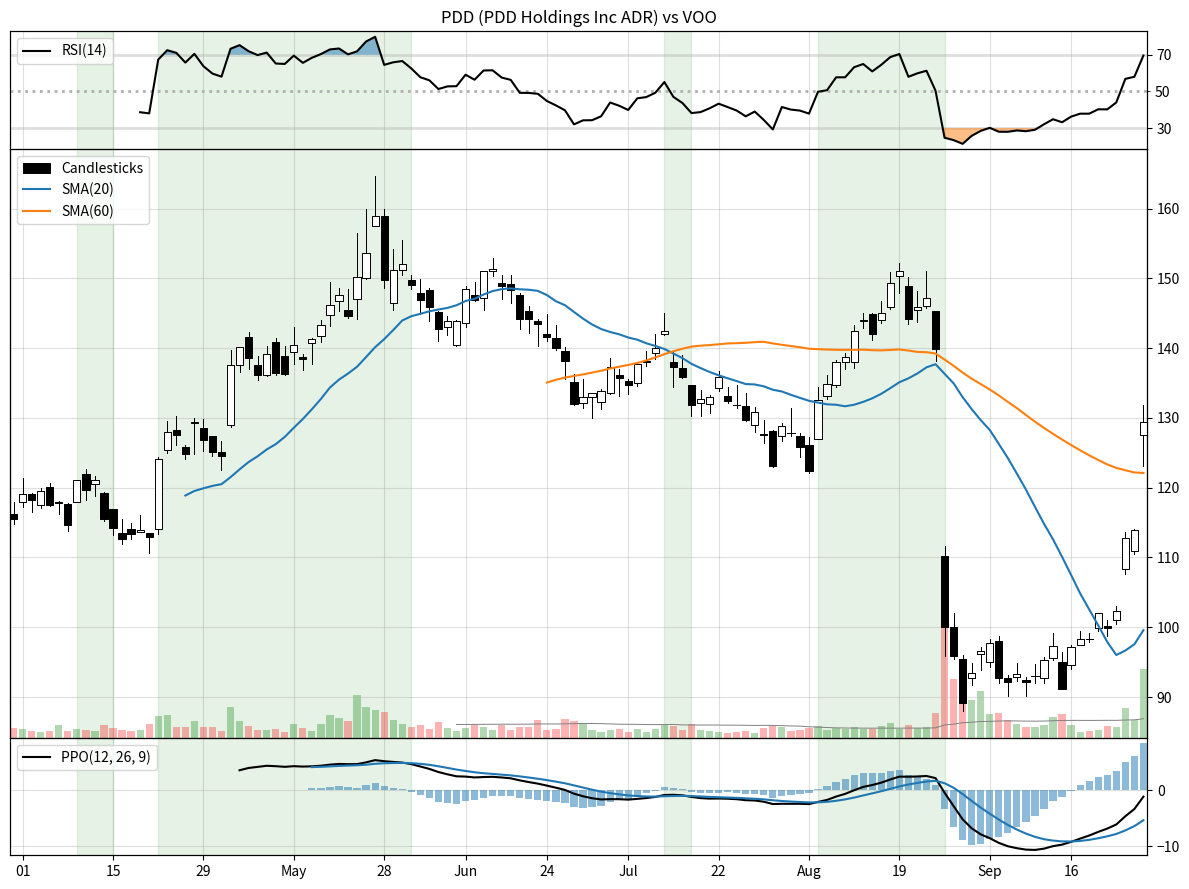 PDD (PDD Holdings Inc ADR) vs VOO
RSI(14)
70
50
30
Candlesticks
SMA(20)
SMA(60)
160
150
140
130
120
110
100
90
PPO(12, 26, 9)
0
−10
01 15 29 May 28 Jun 24 Jul 22 Aug 19 Sep 16